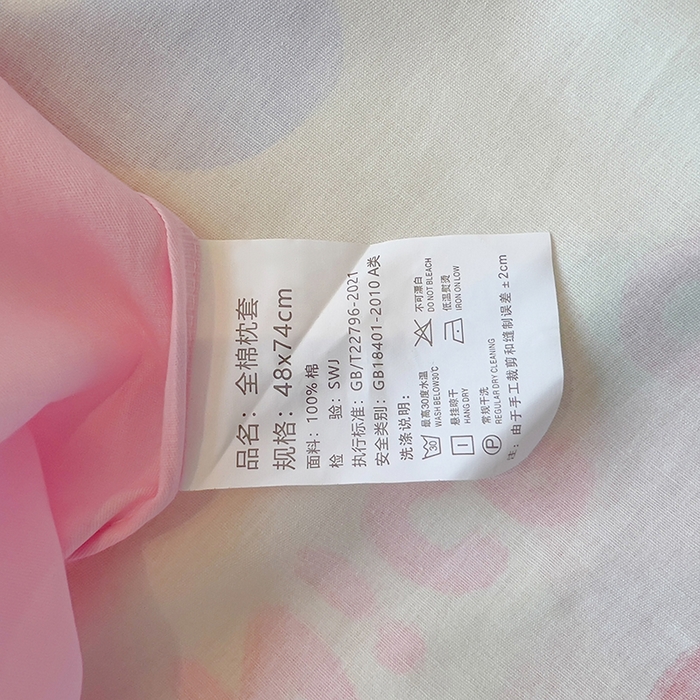 品名：全棉枕套
规格：48x74cm
面料：100%棉
检 验：SWJ
执行标准：GB/T22796-2021
安全类别：GB18401-2010 A类
洗涤说明：
最高30度水温 不可漂白
WASH BELOW30℃ DO NOT BLEACH
悬挂晾干 低温熨烫
HANG DRY IRON ON LOW
常规干洗
REGULAR DRY CLEANING
注：由于手工裁剪和缝制误差±2cm